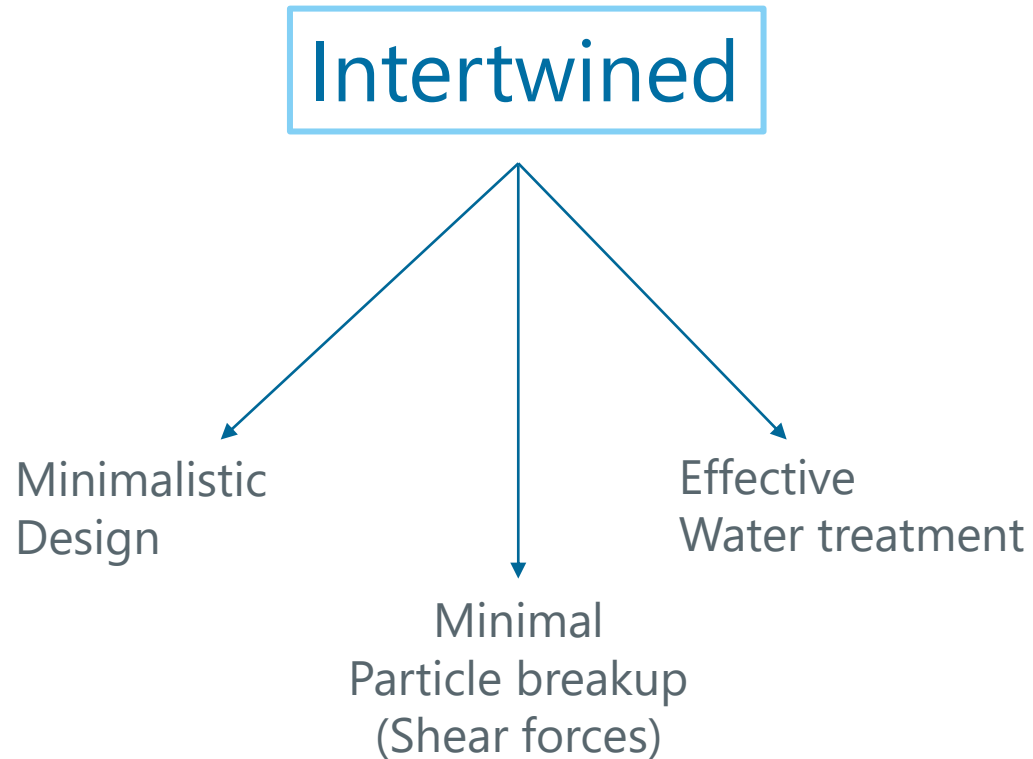 Intertwined
Minimalistic
Design
Minimal
Particle breakup
(Shear forces)
Effective
Water treatment